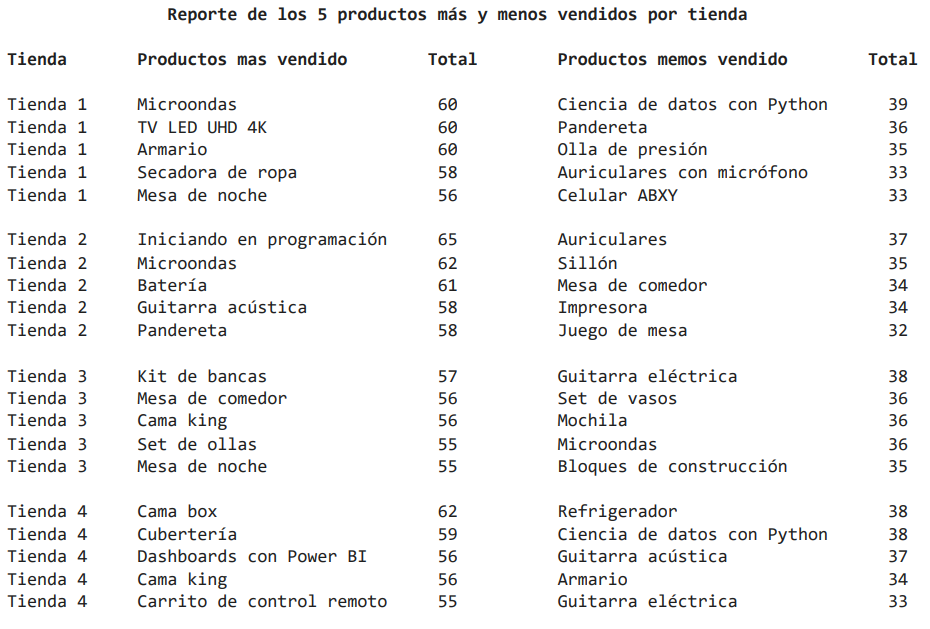 Reporte de los 5 productos más y menos vendidos por tienda
Tienda Productos mas vendido Total Productos memos vendido Total
Tienda 1 Microondas 60 Ciencia de datos con Python 39
Tienda 1 TV LED UHD 4K 60 Pandereta 36
Tienda 1 Armario 60 Olla de presión 35
Tienda 1 Secadora de ropa 58 Auriculares con micrófono 33
Tienda 1 Mesa de noche 56 Celular ABXY 33
Tienda 2 Iniciando en programación 65 Auriculares 37
Tienda 2 Microondas 62 Sillón 35
Tienda 2 Batería 61 Mesa de comedor 34
Tienda 2 Guitarra acústica 58 Impresora 34
Tienda 2 Pandereta 58 Juego de mesa 32
Tienda 3 Kit de bancas 57 Guitarra eléctrica 38
Tienda 3 Mesa de comedor 56 Set de vasos 36
Tienda 3 Cama king 56 Mochila 36
Tienda 3 Set de ollas 55 Microondas 36
Tienda 3 Mesa de noche 55 Bloques de construcción 35
Tienda 4 Cama box 62 Refrigerador 38
Tienda 4 Cubertería 59 Ciencia de datos con Python 38
Tienda 4 Dashboards con Power BI 56 Guitarra acústica 37
Tienda 4 Cama king 56 Armario 34
Tienda 4 Carrito de control remoto 55 Guitarra eléctrica 33